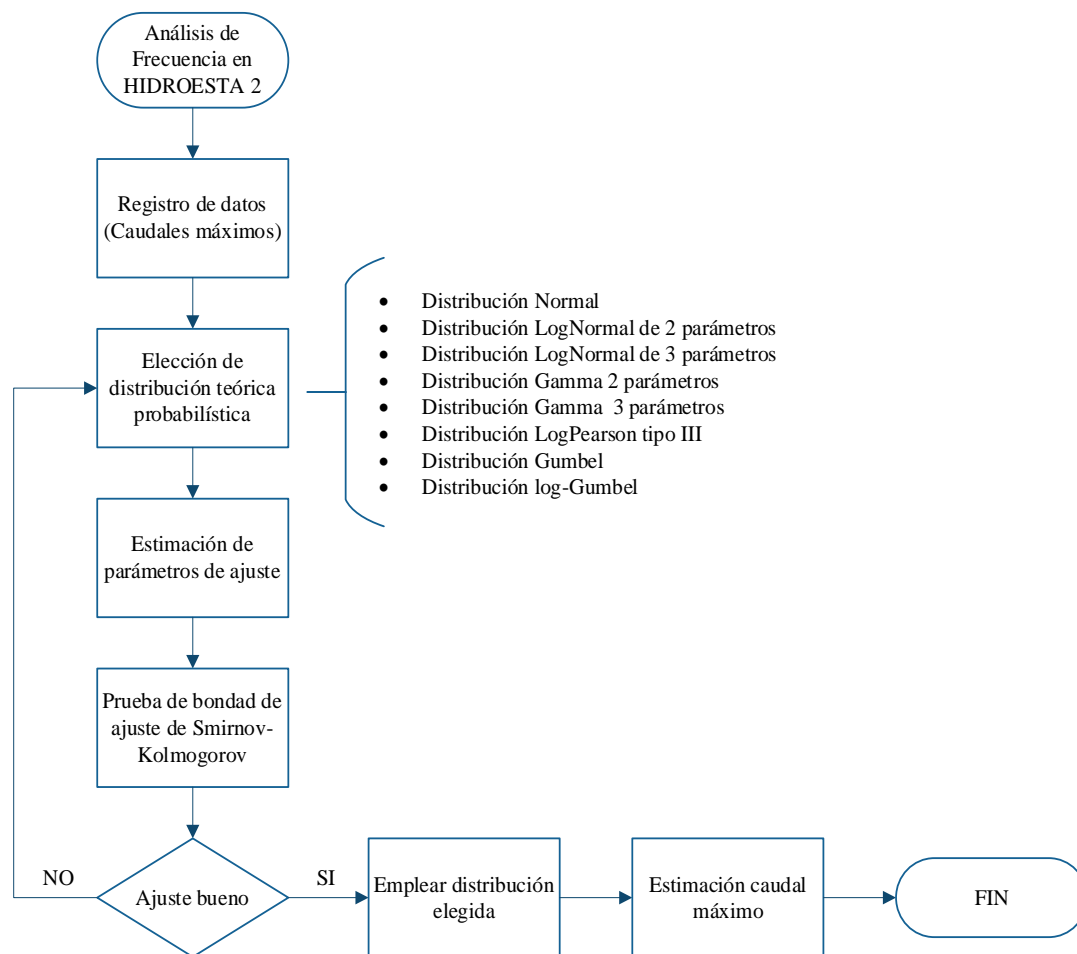 Análisis de
Frecuencia en
HIDROESTA 2
Registro de datos
(Caudales máximos)
Elección de
distribución teórica
probabilística
• Distribución Normal
• Distribución LogNormal de 2 parámetros
• Distribución LogNormal de 3 parámetros
• Distribución Gamma 2 parámetros
• Distribución Gamma  3 parámetros
• Distribución LogPearson tipo III
• Distribución Gumbel
• Distribución log-Gumbel
Estimación de
parámetros de ajuste
Prueba de bondad de
ajuste de Smirnov-
Kolmogorov
NO
Ajuste bueno
SI
Emplear distribución
elegida
Estimación caudal
máximo
FIN